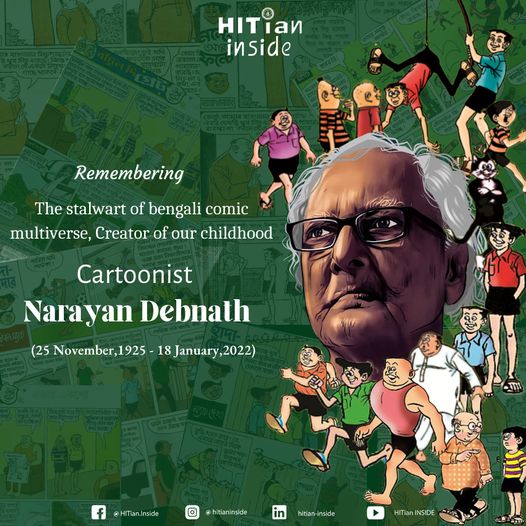 HITian
inside
Remembering
The stalwart of bengali comic
multiverse, Creator of our childhood
Cartoonist
Narayan Debnath
(25 November,1925 - 18 January,2022)
@ HITian.Inside
@ hitianinside
hitian-inside
HITian INSIDE